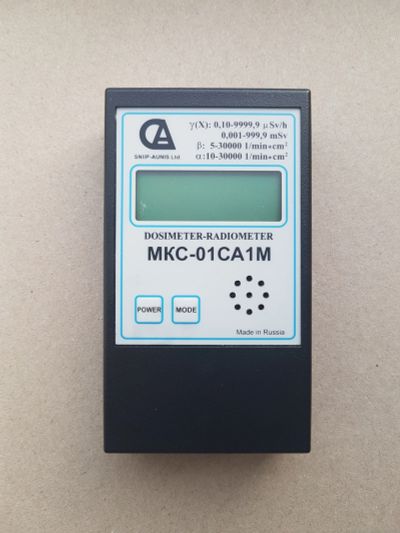 γ(X): 0,10-9999,9 μSv/h
0,001-999,9 mSv
β: 5-30000 1/min∗cm²
α:10-30000 1/min∗cm²
CA
SNIIP-AUNIS Ltd
DOSIMETER-RADIOMETER
MKC-01CA1M
POWER
MODE
Made in Russia